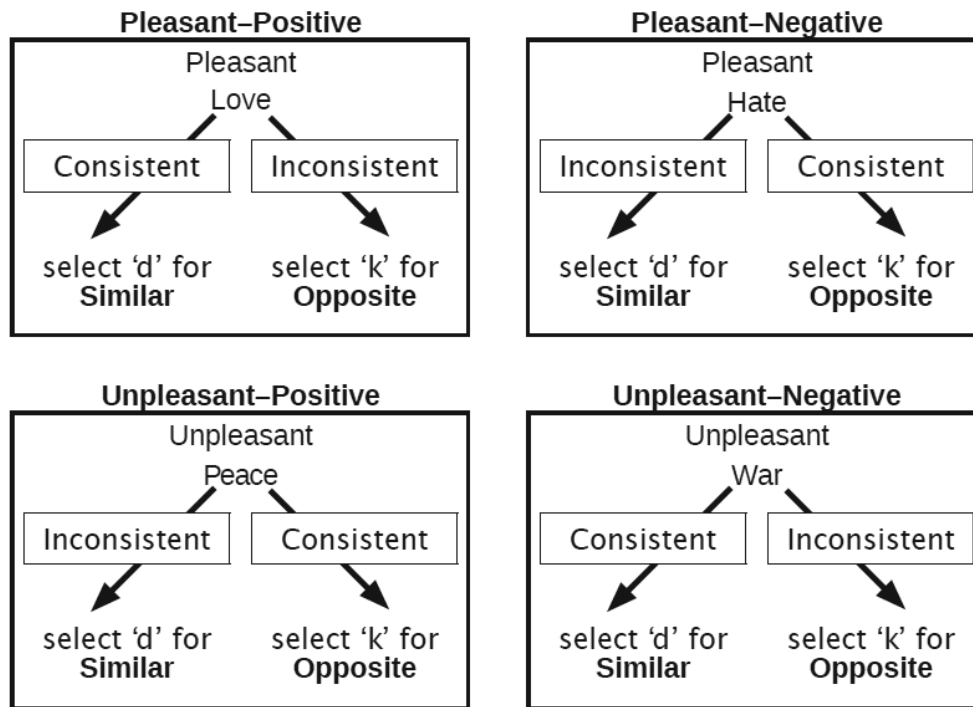 Pleasant–Positive
Pleasant
Love
Consistent
Inconsistent
select ‘d’ for
Similar
select ‘k’ for
Opposite
Pleasant–Negative
Pleasant
Hate
Inconsistent
Consistent
select ‘d’ for
Similar
select ‘k’ for
Opposite
Unpleasant–Positive
Unpleasant
Peace
Inconsistent
Consistent
select ‘d’ for
Similar
select ‘k’ for
Opposite
Unpleasant–Negative
Unpleasant
War
Consistent
Inconsistent
select ‘d’ for
Similar
select ‘k’ for
Opposite